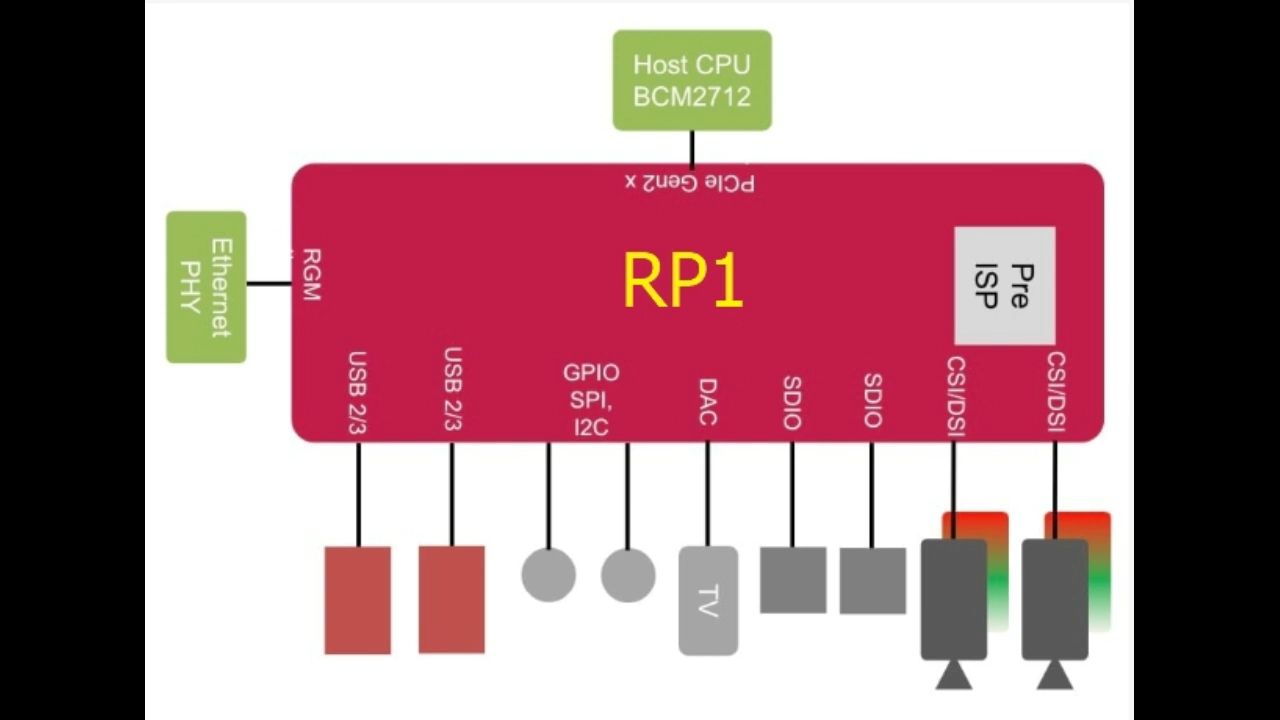 Host CPU
BCM2712
PCIe Gen2 x
Ethernet
PHY
RGM
RP1
Pre
ISP
USB 2/3
USB 2/3
GPIO
SPI,
I2C
DAC
SDIO
SDIO
CSI/DSI
CSI/DSI
TV